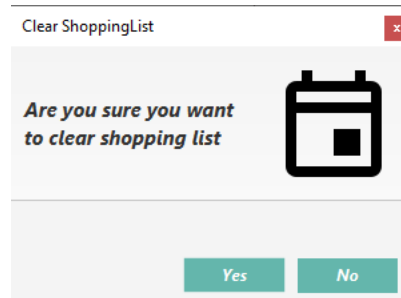 Clear ShoppingList
x
Are you sure you want
to clear shopping list
Yes
No